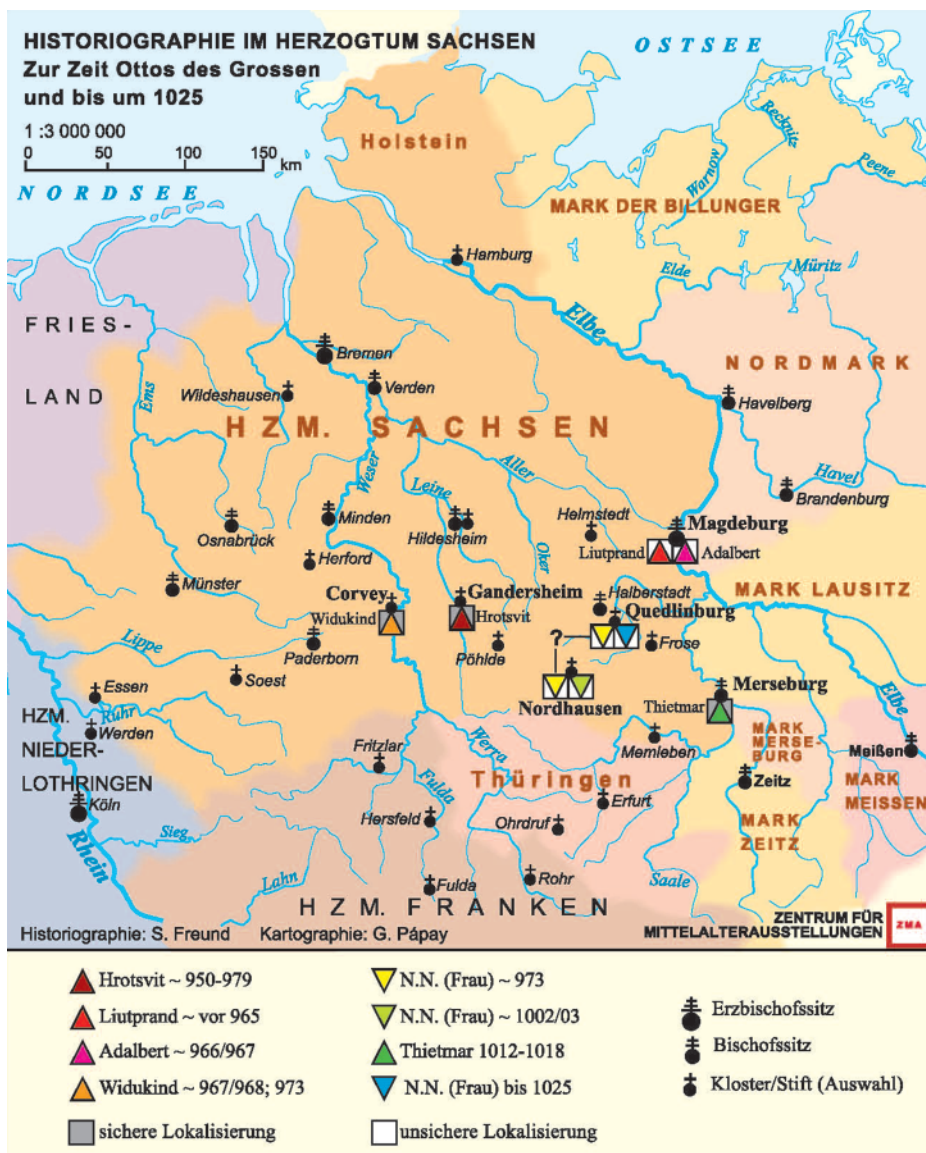 HISTORIOGRAPHIE IM HERZOGTUM SACHSEN
Zur Zeit Ottos des Grossen
und bis um 1025
1 :3 000 000
0 50 100 150
km
OSTSEE
NORDSEE
Holstein
Recknitz
Warnow
Peene
MARK DER BILLUNGER
Hamburg
Elde
Müritz
Elbe
FRIES-
LAND
Ems
Bremen
Wildeshausen
Verden
NORDMARK
Havelberg
HZM. SACHSEN
Weser
Aller
Leine
Havel
Brandenburg
Osnabrück
Minden
Hildesheim
Oker
Helmstedt
Magdeburg
Liutprand
Adalbert
Herford
Münster
Corvey
Widukind
Gandersheim
Hrotsvit
Halberstadt
Quedlinburg
MARK LAUSITZ
Lippe
Paderborn
Pöhlde
?
Frose
Soest
Essen
Ruhr
Werden
Nordhausen
Merseburg
Thietmar
Elbe
HZM.
NIEDER-
LOTHRINGEN
Köln
Fritzlar
Werra
Memleben
MARK
MERSE-
BURG
Meißen
Thüringen
Zeitz
MARK
MEISSEN
Fulda
Hersfeld
Erfurt
Ohrdruf
MARK
ZEITZ
Rhein
Sieg
Lahn
Fulda
Rohr
Saale
HZM. FRANKEN
Historiographie: S. Freund Kartographie: G. Pápay
ZENTRUM FÜR
MITTELALTERAUSSTELLUNGEN
ZMA
Hrotsvit ~ 950-979
Liutprand ~ vor 965
Adalbert ~ 966/967
Widukind ~ 967/968; 973
sichere Lokalisierung
N.N. (Frau) ~ 973
N.N. (Frau) ~ 1002/03
Thietmar 1012-1018
N.N. (Frau) bis 1025
unsichere Lokalisierung
Erzbischofssitz
Bischofssitz
Kloster/Stift (Auswahl)